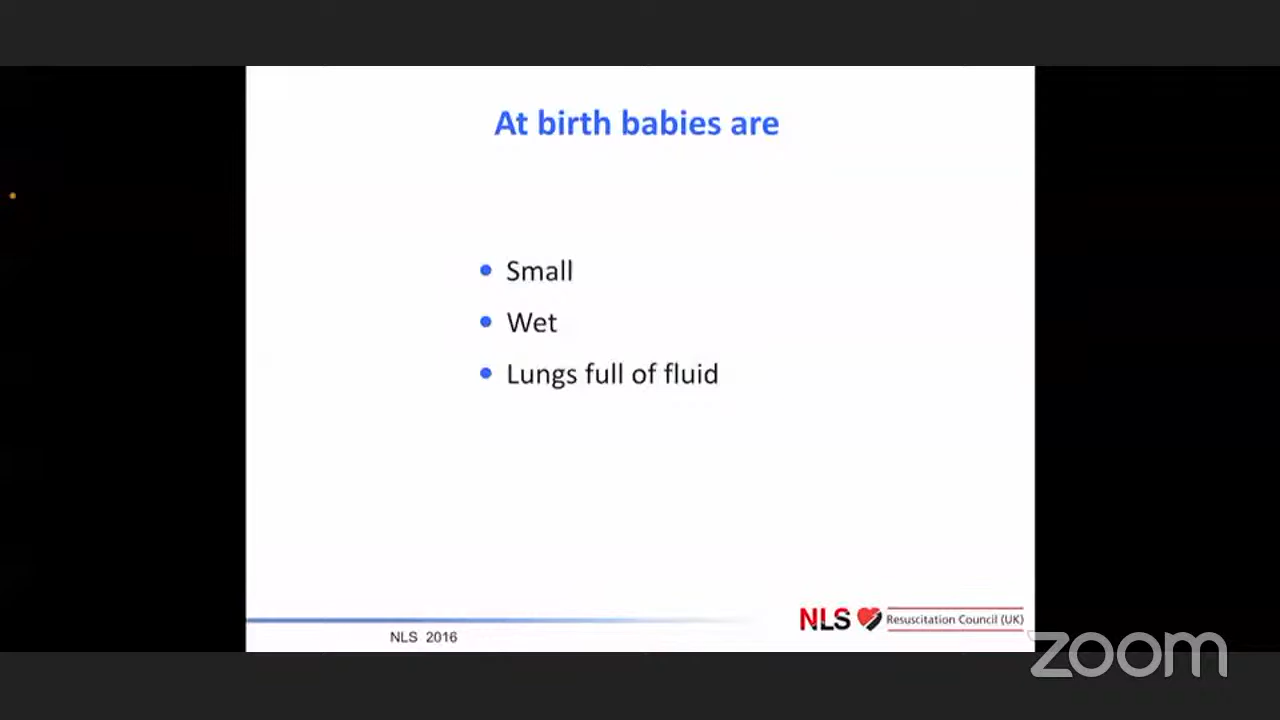 At birth babies are
• Small
• Wet
• Lungs full of fluid
NLS 2016
NLS Resuscitation Council (UK)
zoom